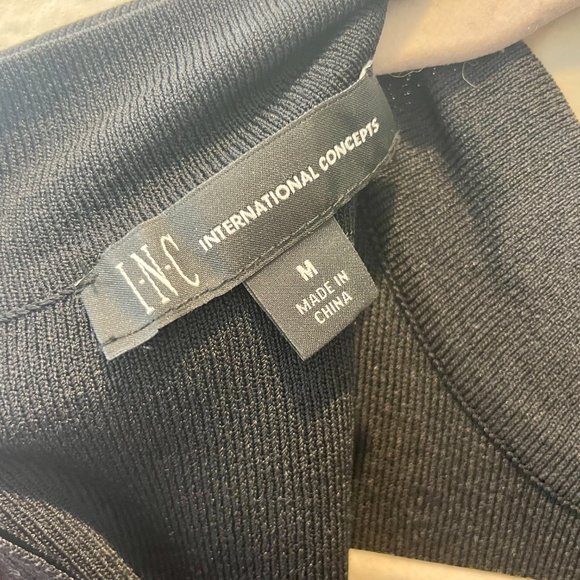 I·N·C INTERNATIONAL CONCEPTS
M
MADE IN
CHINA